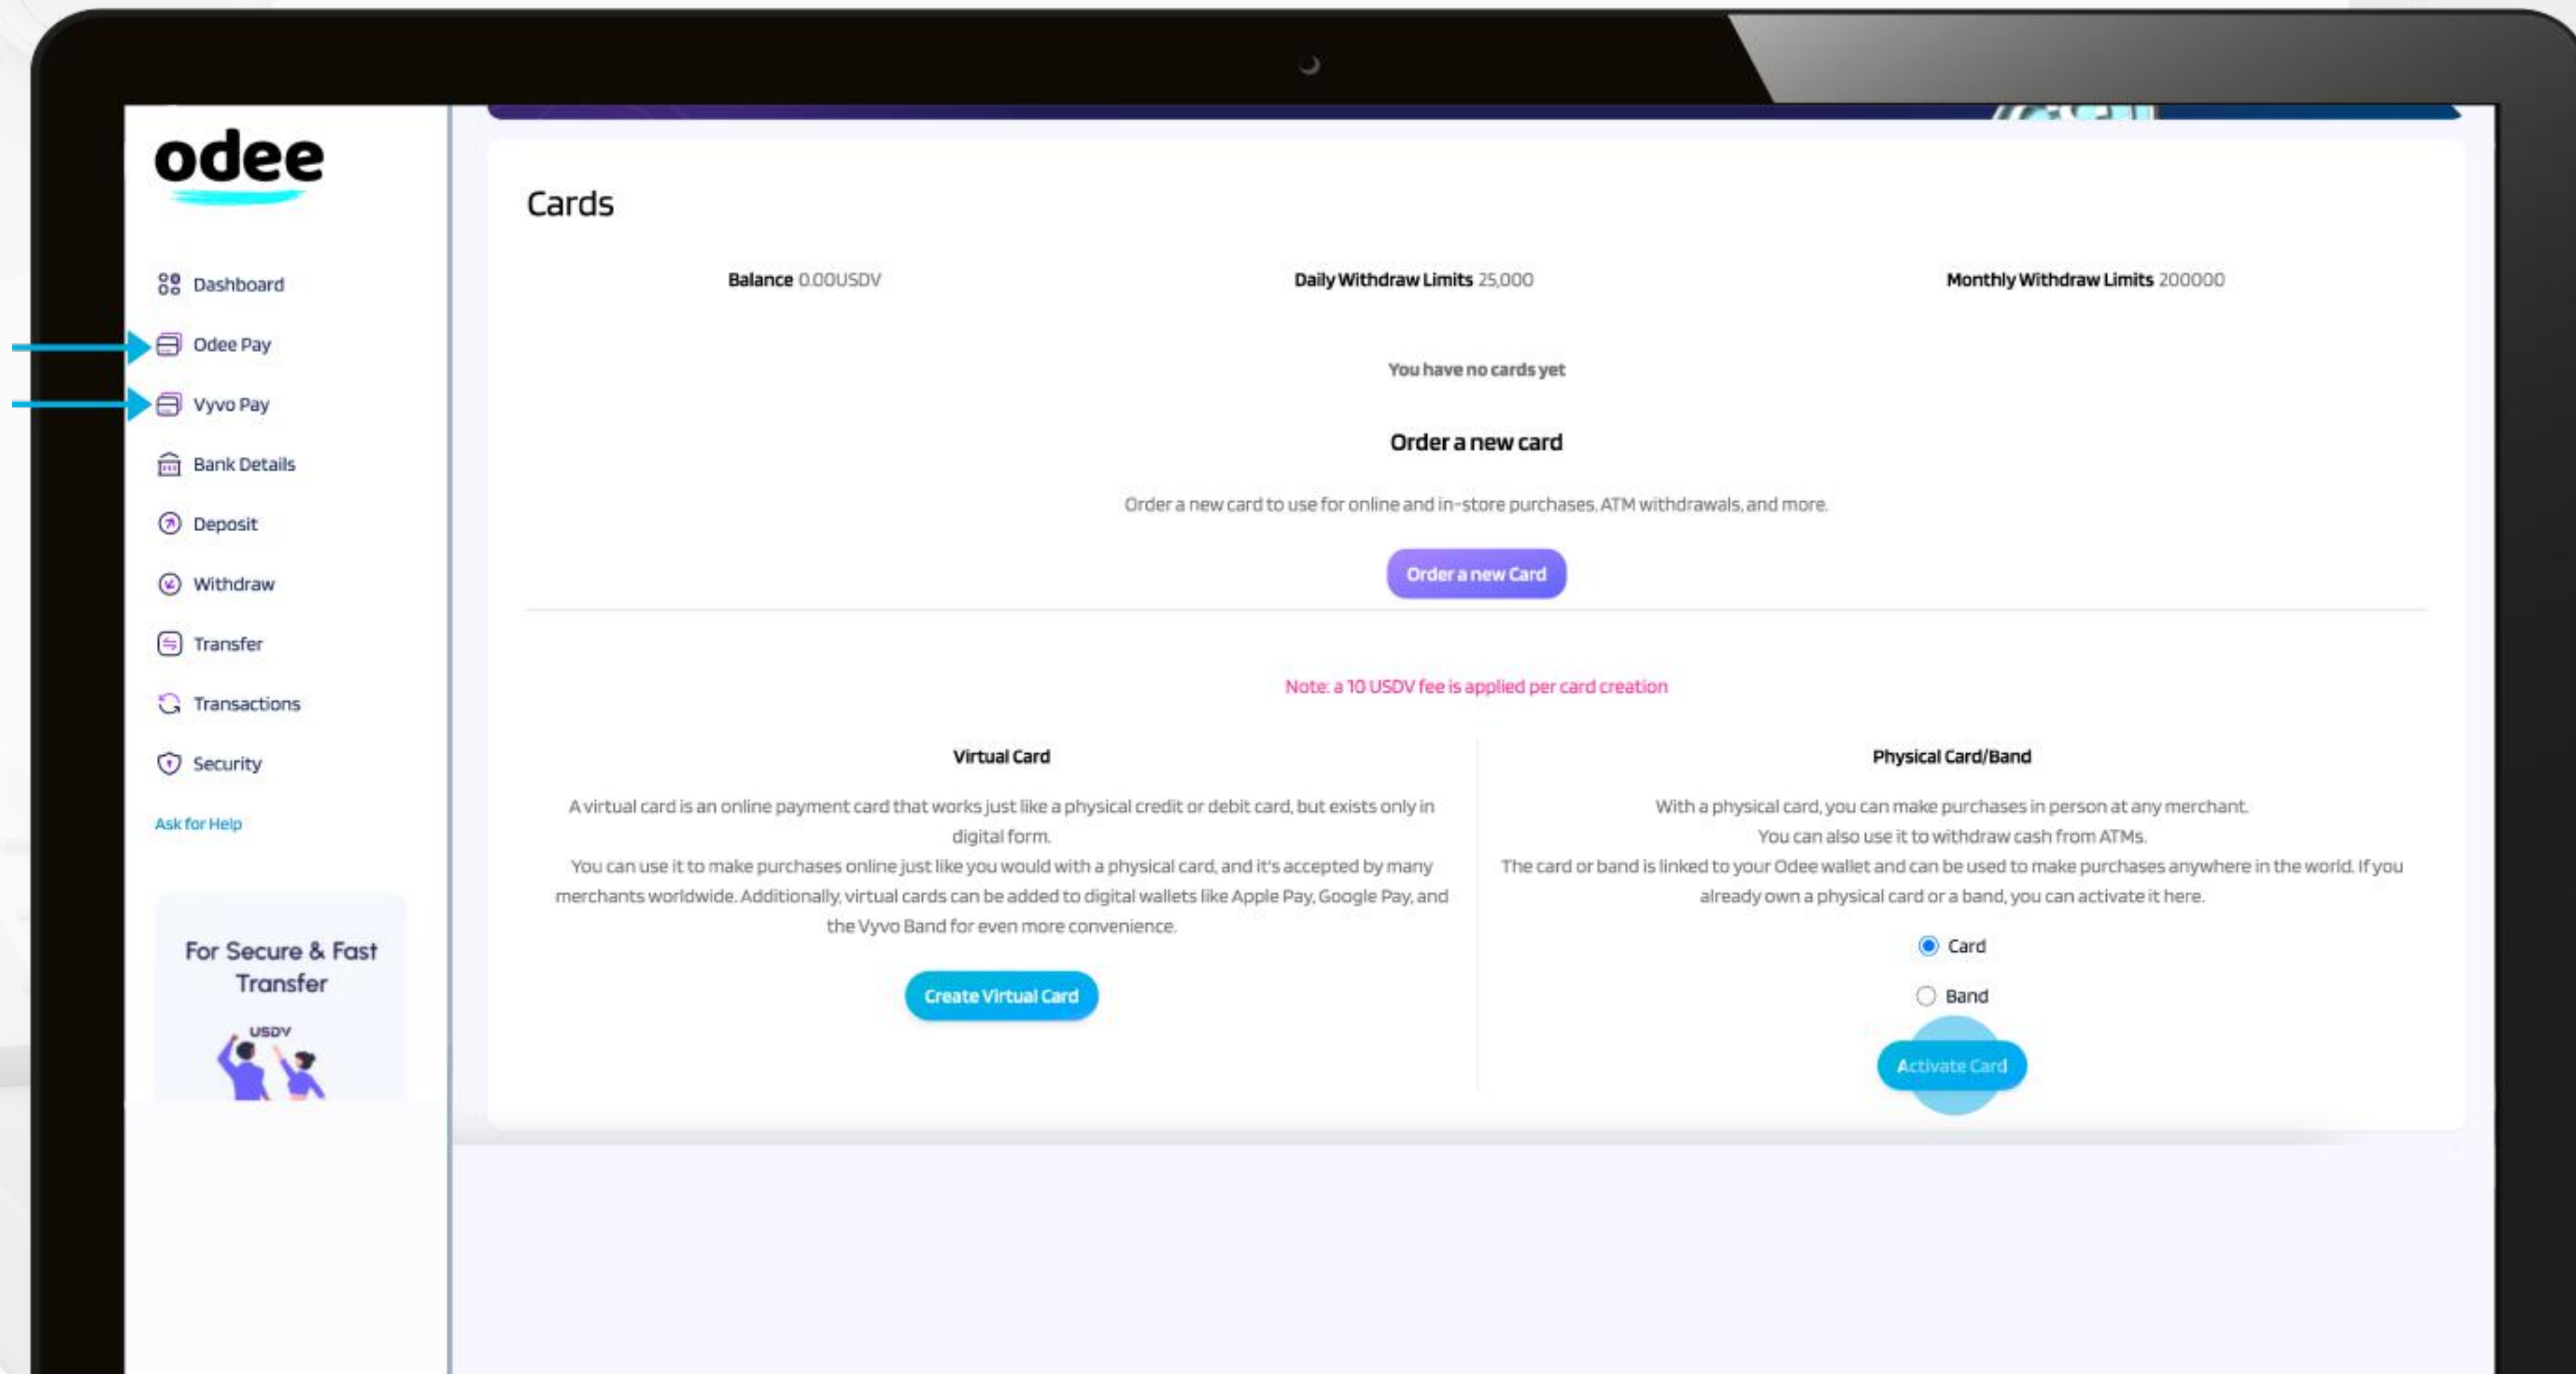 odee
Dashboard
Odee Pay
Vyvo Pay
Bank Details
Deposit
Withdraw
Transfer
Transactions
Security
Ask for Help
For Secure & Fast
Transfer
USDV
Cards
Balance 0.00USDV
Daily Withdraw Limits 25,000
Monthly Withdraw Limits 200000
You have no cards yet
Order a new card
Order a new card to use for online and in-store purchases, ATM withdrawals, and more.
Order a new Card
Note: a 10 USDV fee is applied per card creation
Virtual Card
A virtual card is an online payment card that works just like a physical credit or debit card, but exists only in
digital form.
You can use it to make purchases online just like you would with a physical card, and it's accepted by many
merchants worldwide. Additionally, virtual cards can be added to digital wallets like Apple Pay, Google Pay, and
the Vyvo Band for even more convenience.
Create Virtual Card
Physical Card/Band
With a physical card, you can make purchases in person at any merchant.
You can also use it to withdraw cash from ATMs.
The card or band is linked to your Odee wallet and can be used to make purchases anywhere in the world. If you
already own a physical card or a band, you can activate it here.
Card
Band
Activate Card